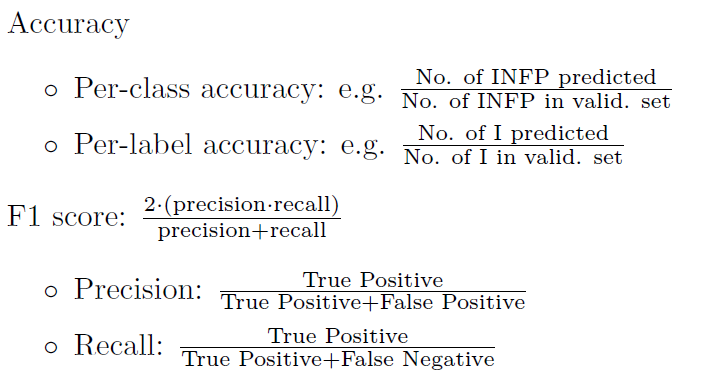 Accuracy
◦ Per-class accuracy: e.g. $\frac{\text{No. of INFP predicted}}{\text{No. of INFP in valid. set}}$
◦ Per-label accuracy: e.g. $\frac{\text{No. of I predicted}}{\text{No. of I in valid. set}}$
F1 score: $\frac{2\cdot(\text{precision}\cdot\text{recall})}{\text{precision}+\text{recall}}$
◦ Precision: $\frac{\text{True Positive}}{\text{True Positive}+\text{False Positive}}$
◦ Recall: $\frac{\text{True Positive}}{\text{True Positive}+\text{False Negative}}$